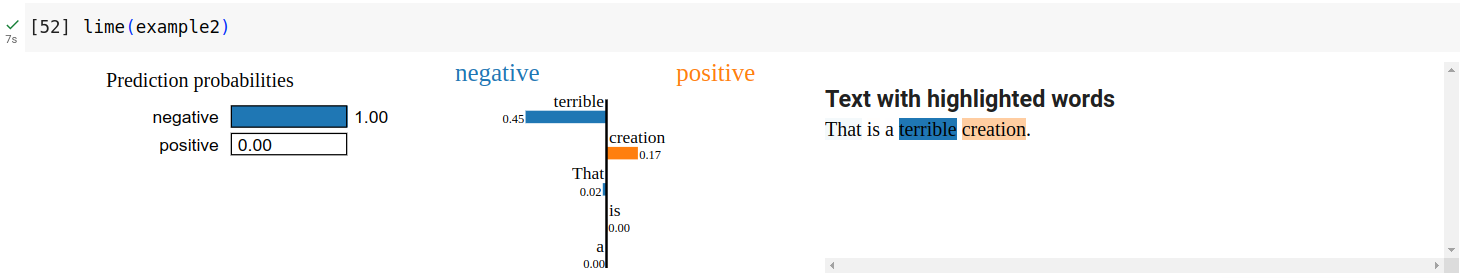 [52] lime(example2)
7s
Prediction probabilities
negative 1.00
positive 0.00
negative positive
terrible
0.45
creation
0.17
That
0.02
is
0.00
a
0.00
Text with highlighted words
That is a terrible creation.